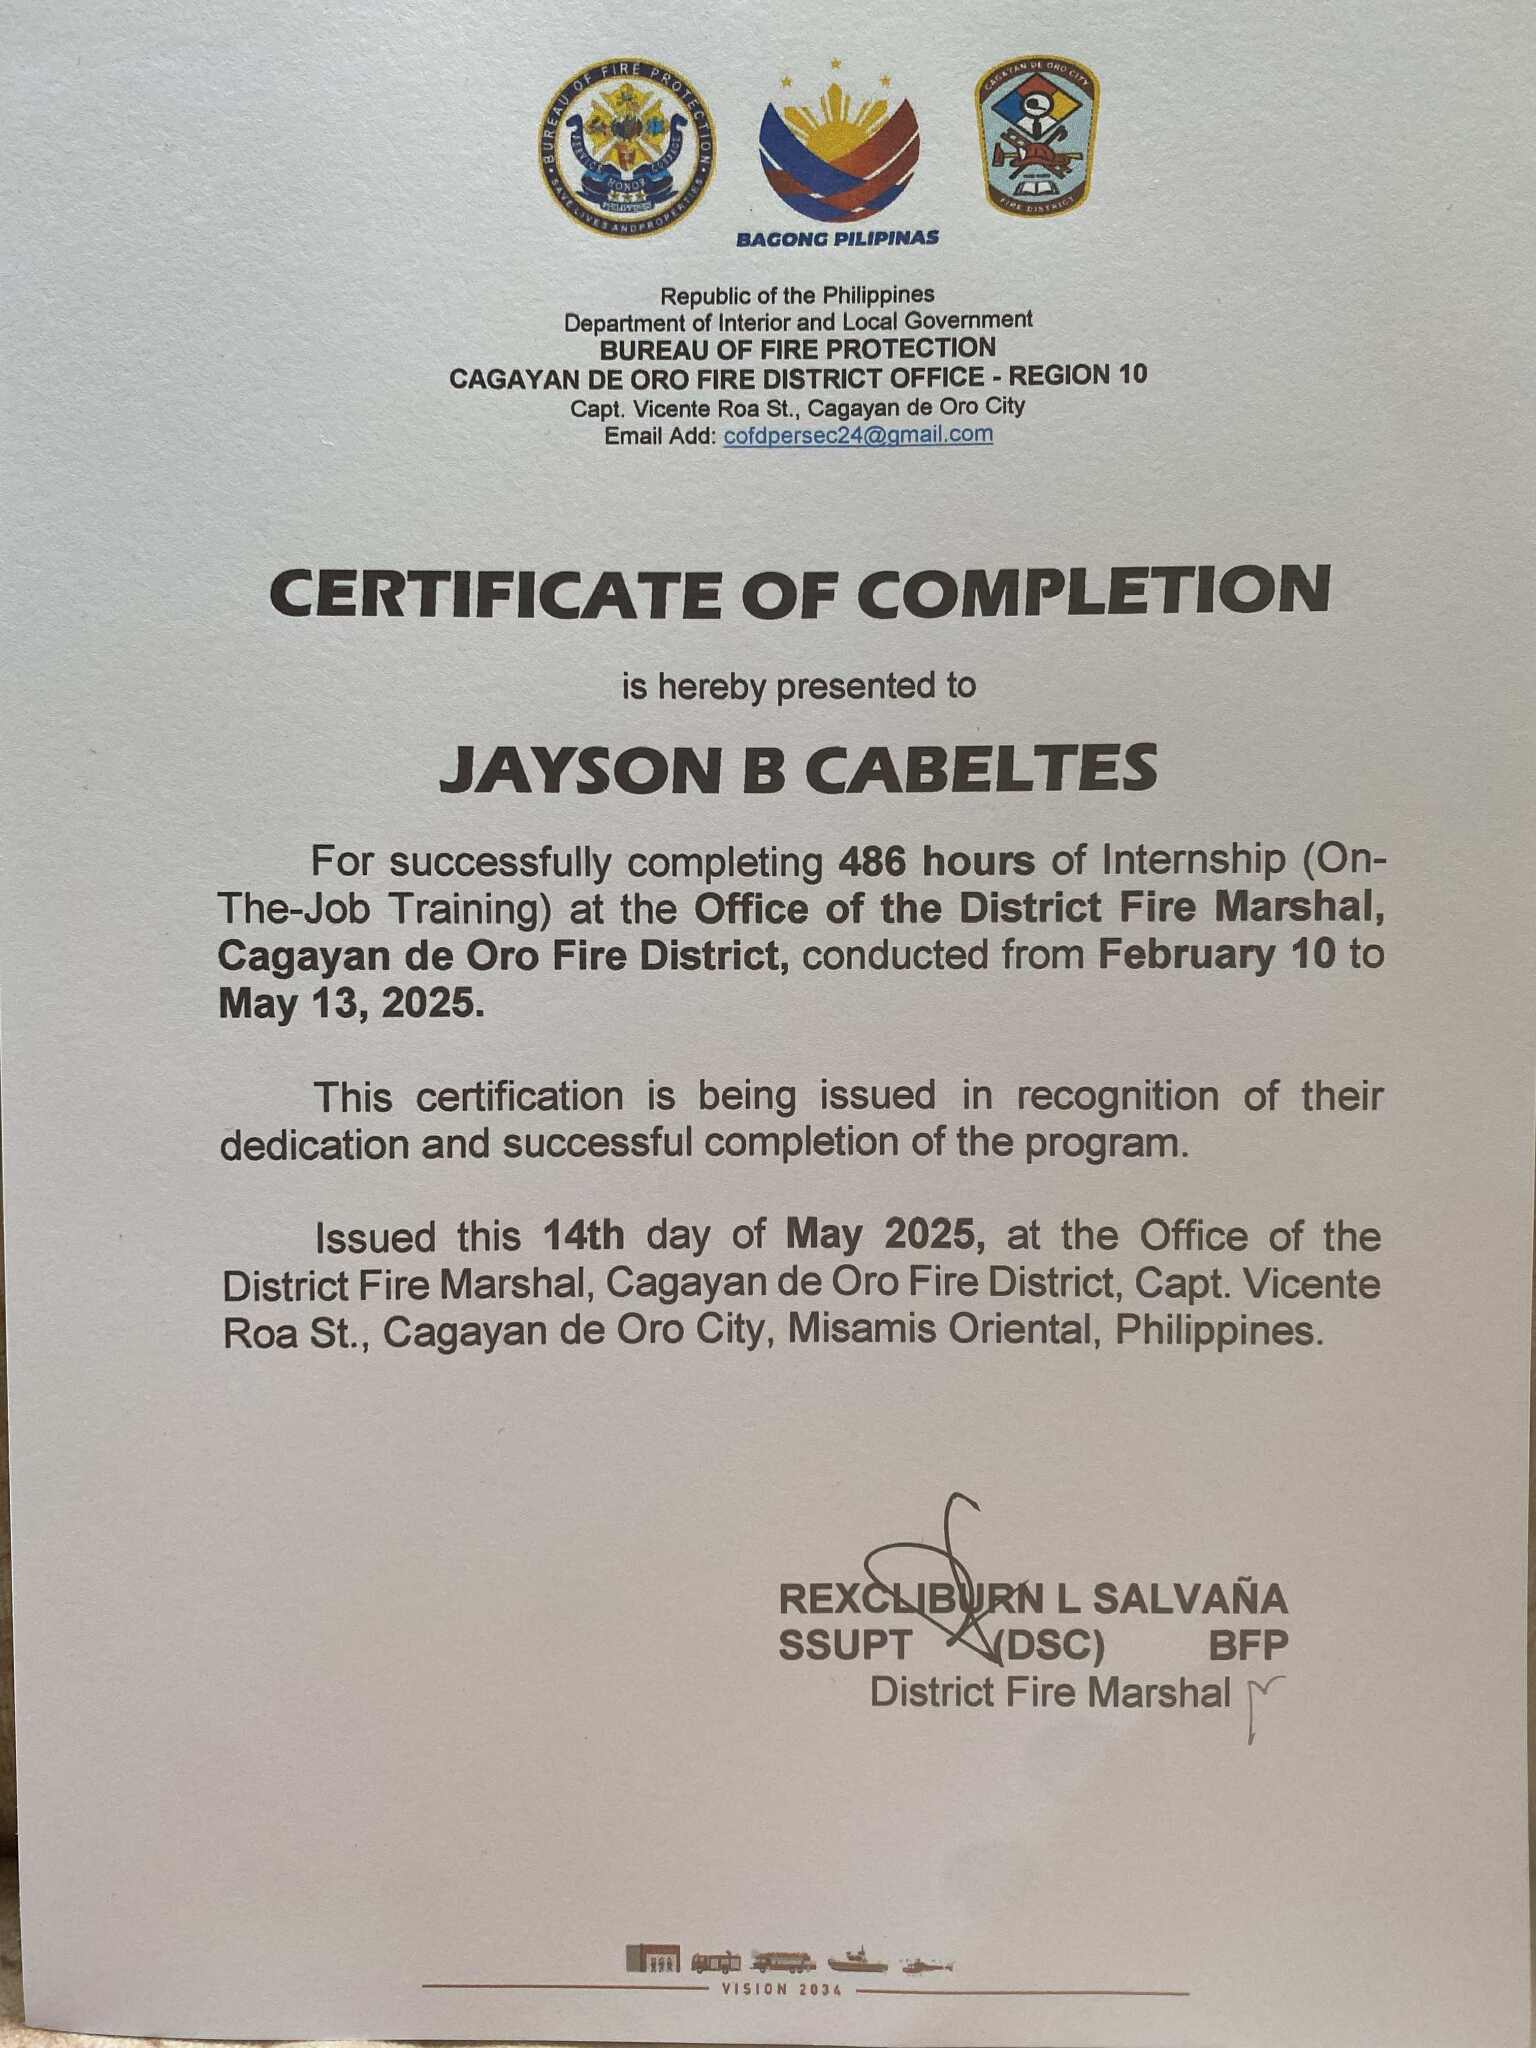 BUREAU OF FIRE PROTECTION
SERVICE HONOR COURAGE
PHILIPPINES
SAVE LIVES AND PROPERTIES
BAGONG PILIPINAS
CAGAYAN DE ORO CITY
FIRE DISTRICT
Republic of the Philippines
Department of Interior and Local Government
BUREAU OF FIRE PROTECTION
CAGAYAN DE ORO FIRE DISTRICT OFFICE - REGION 10
Capt. Vicente Roa St., Cagayan de Oro City
Email Add: cofdpersec24@gmail.com
CERTIFICATE OF COMPLETION
is hereby presented to
JAYSON B CABELTES
For successfully completing 486 hours of Internship (On-
The-Job Training) at the Office of the District Fire Marshal,
Cagayan de Oro Fire District, conducted from February 10 to
May 13, 2025.
This certification is being issued in recognition of their
dedication and successful completion of the program.
Issued this 14th day of May 2025, at the Office of the
District Fire Marshal, Cagayan de Oro Fire District, Capt. Vicente
Roa St., Cagayan de Oro City, Misamis Oriental, Philippines.
REXCLIBURN L SALVAÑA
SSUPT (DSC) BFP
District Fire Marshal
VISION 2034